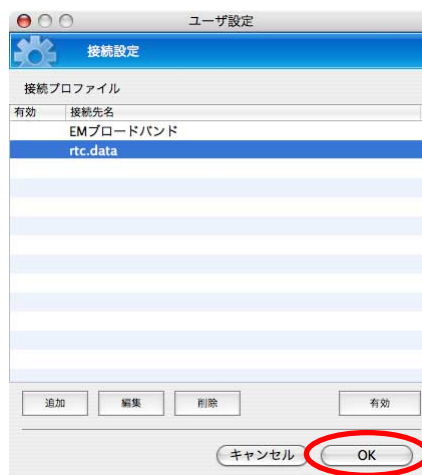 ユーザ設定
接続設定
接続プロファイル
有効 接続先名
EMブロードバンド
rtc.data
追加 編集 削除 有効
キャンセル OK